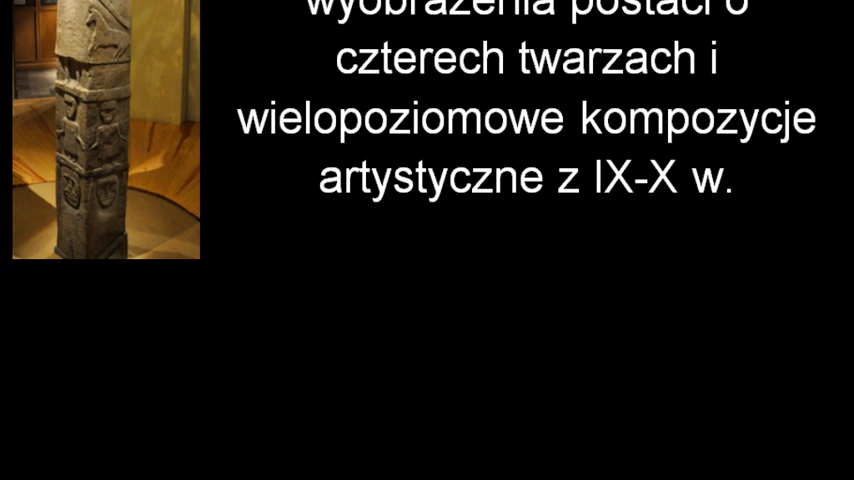 wyobrażenia postaci o
czterech twarzach i
wielopoziomowe kompozycje
artystyczne z IX-X w.